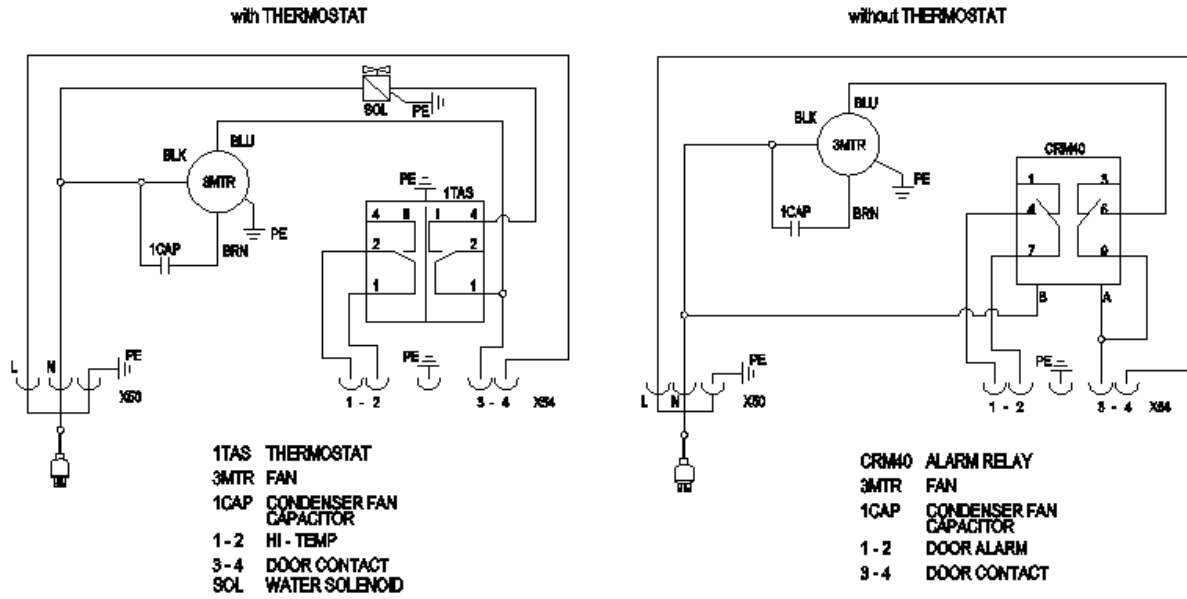 with THERMOSTAT
SOL
PE
BLU
BLK
3MTR
PE
PE
1TAS
4 II I 4
1CAP
BRN
2 2
1 1
L N PE
PE
X50
1 - 2
3 - 4 X54
1TAS THERMOSTAT
3MTR FAN
1CAP CONDENSER FAN
CAPACITOR
1 - 2 HI - TEMP
3 - 4 DOOR CONTACT
SOL WATER SOLENOID
without THERMOSTAT
BLU
BLK
3MTR
CRM40
PE
1 3
1CAP
BRN
4 6
7 9
B A
PE
PE
L N X50
1 - 2
3 - 4 X54
CRM40 ALARM RELAY
3MTR FAN
1CAP CONDENSER FAN
CAPACITOR
1 - 2 DOOR ALARM
3 - 4 DOOR CONTACT